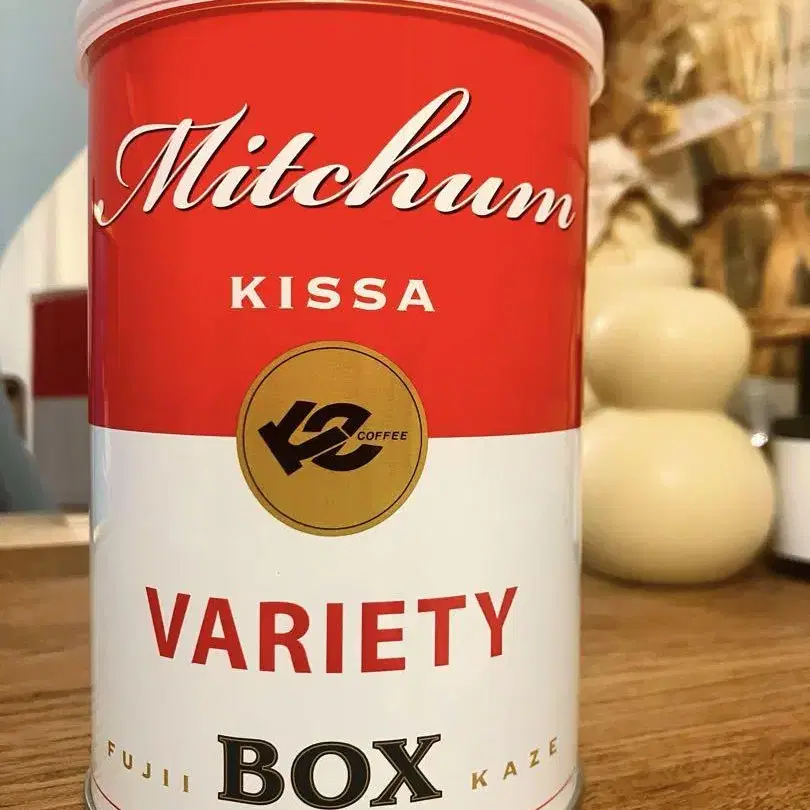 Mitchum
KISSA
COFFEE
VARIETY
FUJII BOX KAZE